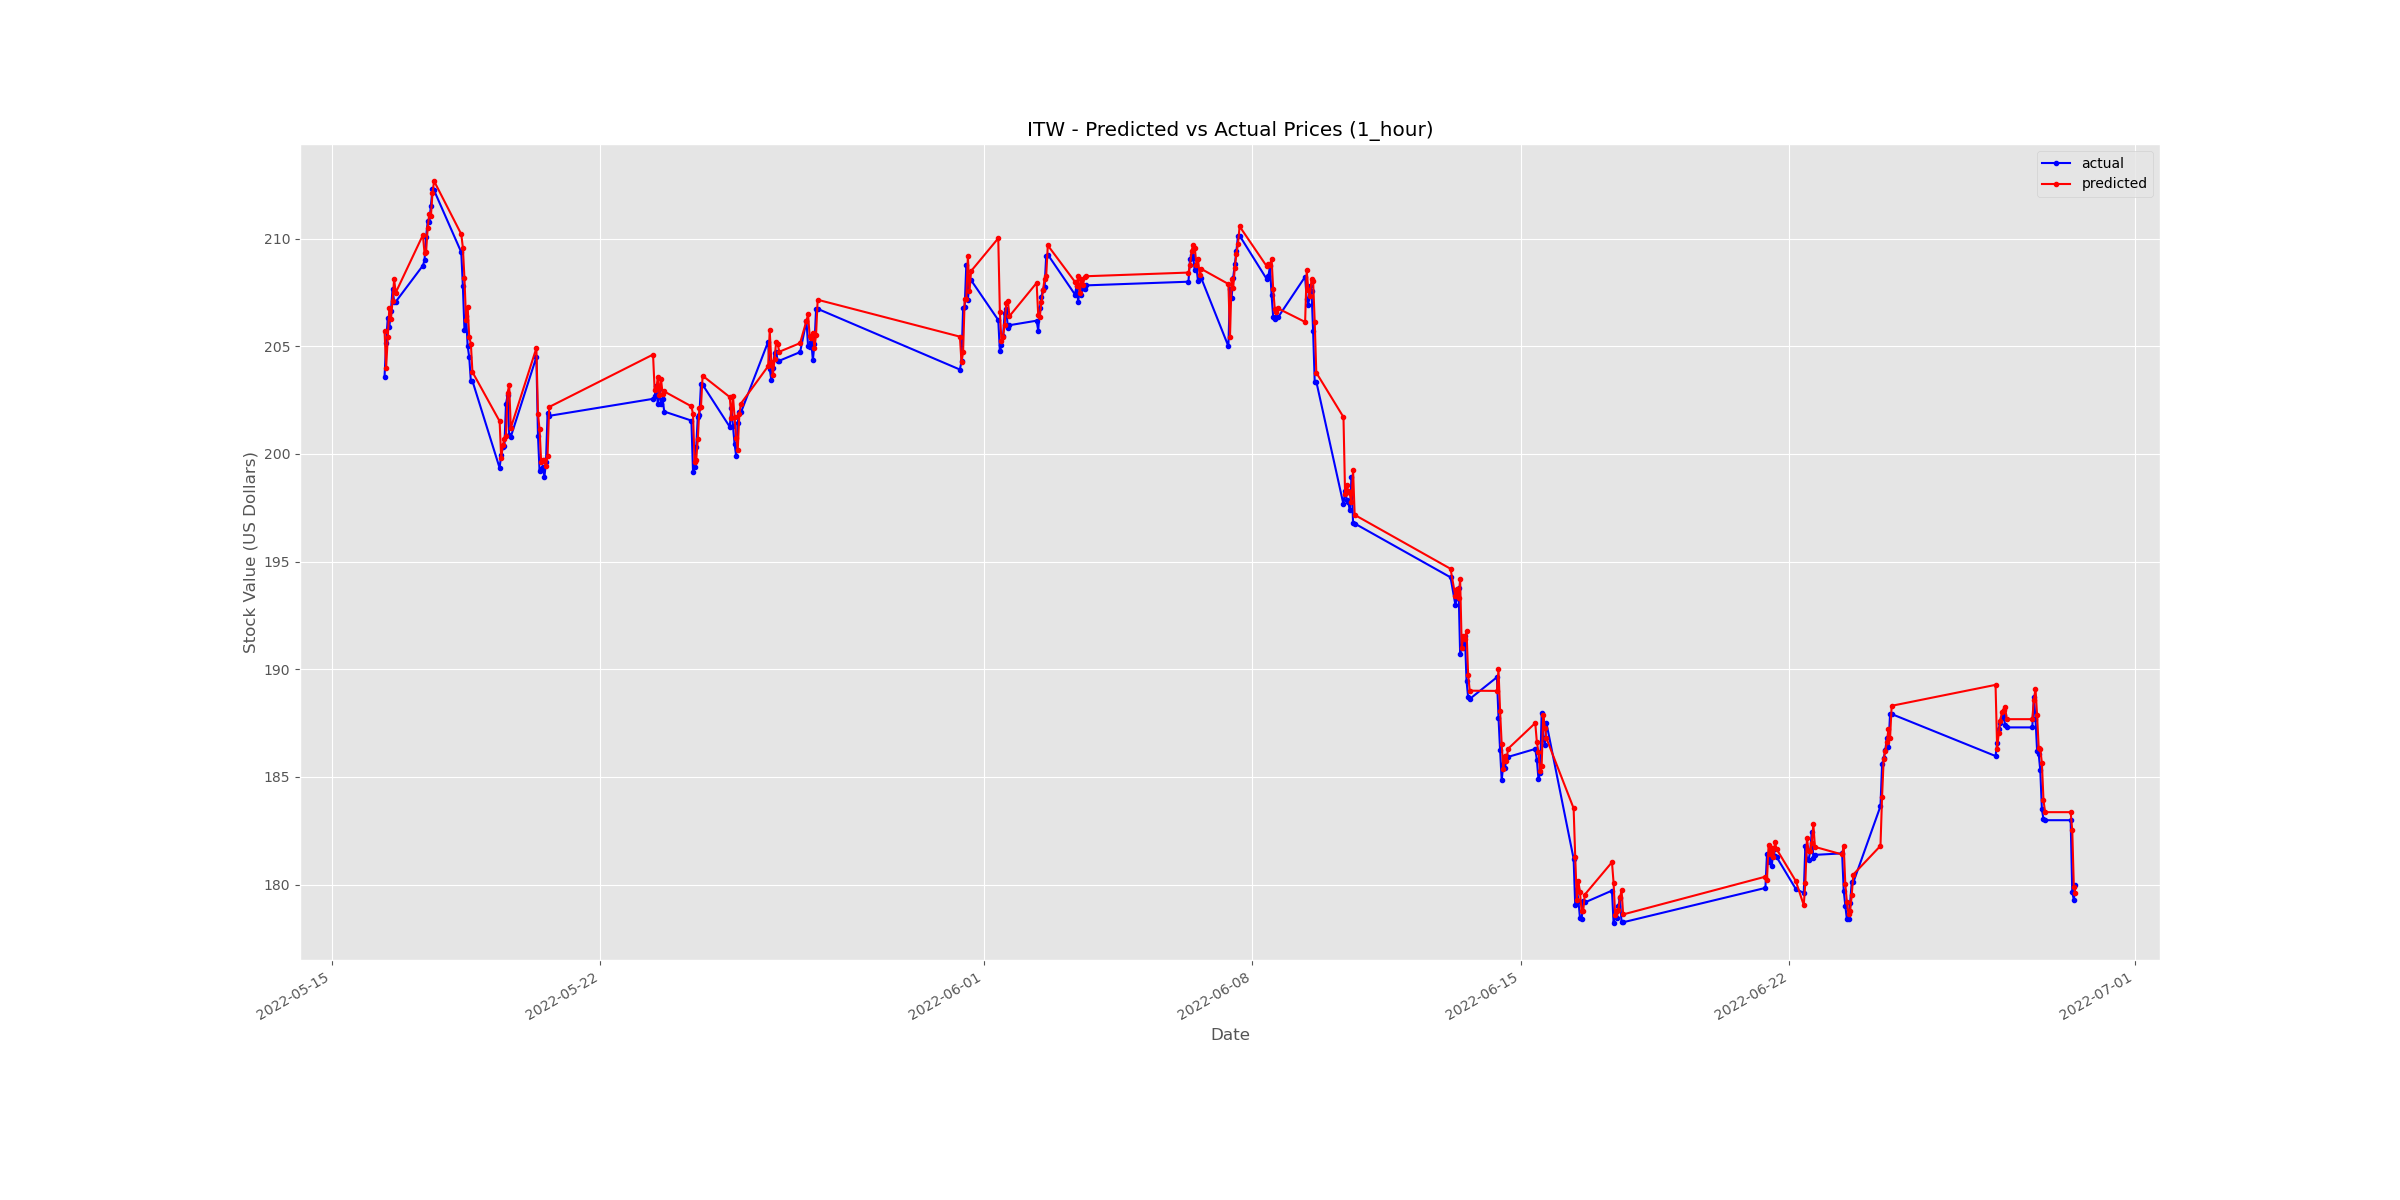 ITW - Predicted vs Actual Prices (1_hour)
actual
predicted
210
205
200
195
190
185
180
Stock Value (US Dollars)
2022-05-15
2022-05-22
2022-06-01
2022-06-08
2022-06-15
2022-06-22
2022-07-01
Date